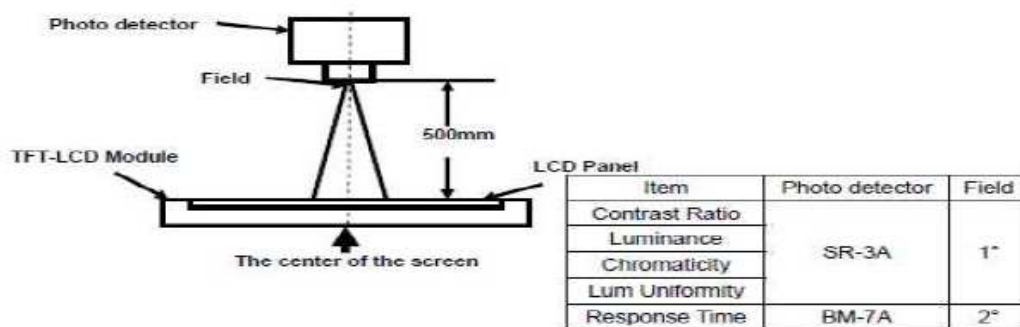 Photo detector
Field
500mm
TFT-LCD Module
LCD Panel
The center of the screen
Item Photo detector Field
Contrast Ratio
Luminance
Chromaticity
Lum Uniformity
SR-3A 1°
Response Time BM-7A 2°